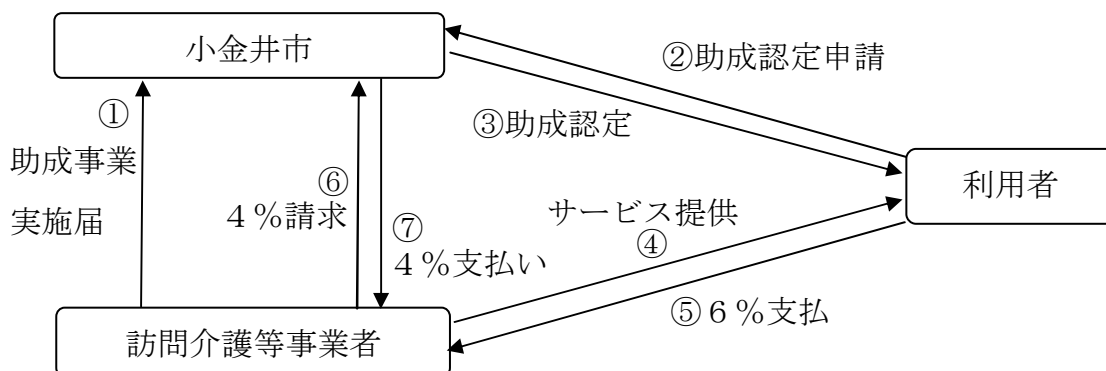 小金井市
②助成認定申請
①
③助成認定
助成事業
実施届
⑥
４％請求
⑦
４％支払い
サービス提供
④
利用者
⑤６％支払
訪問介護等事業者